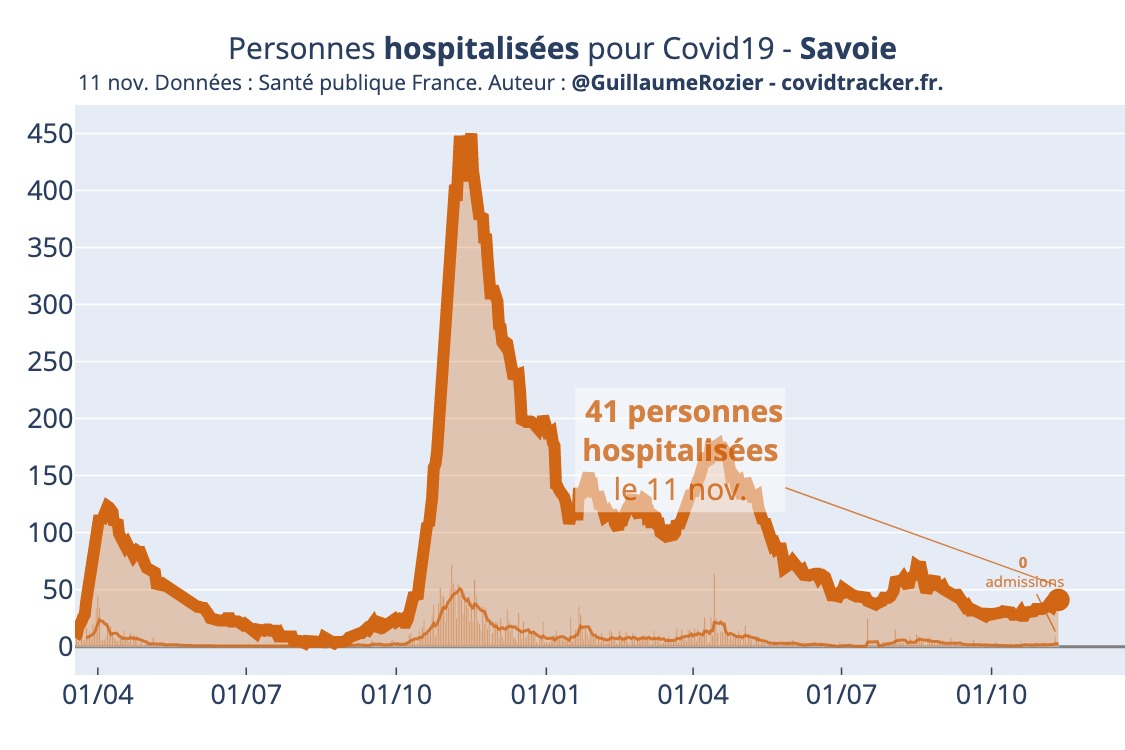 Personnes hospitalisées pour Covid19 - Savoie
11 nov. Données : Santé publique France. Auteur : @GuillaumeRozier - covidtracker.fr.
450
400
350
300
250
200
150
100
50
0
41 personnes
hospitalisées
le 11 nov.
0
admissions
01/04 01/07 01/10 01/01 01/04 01/07 01/10